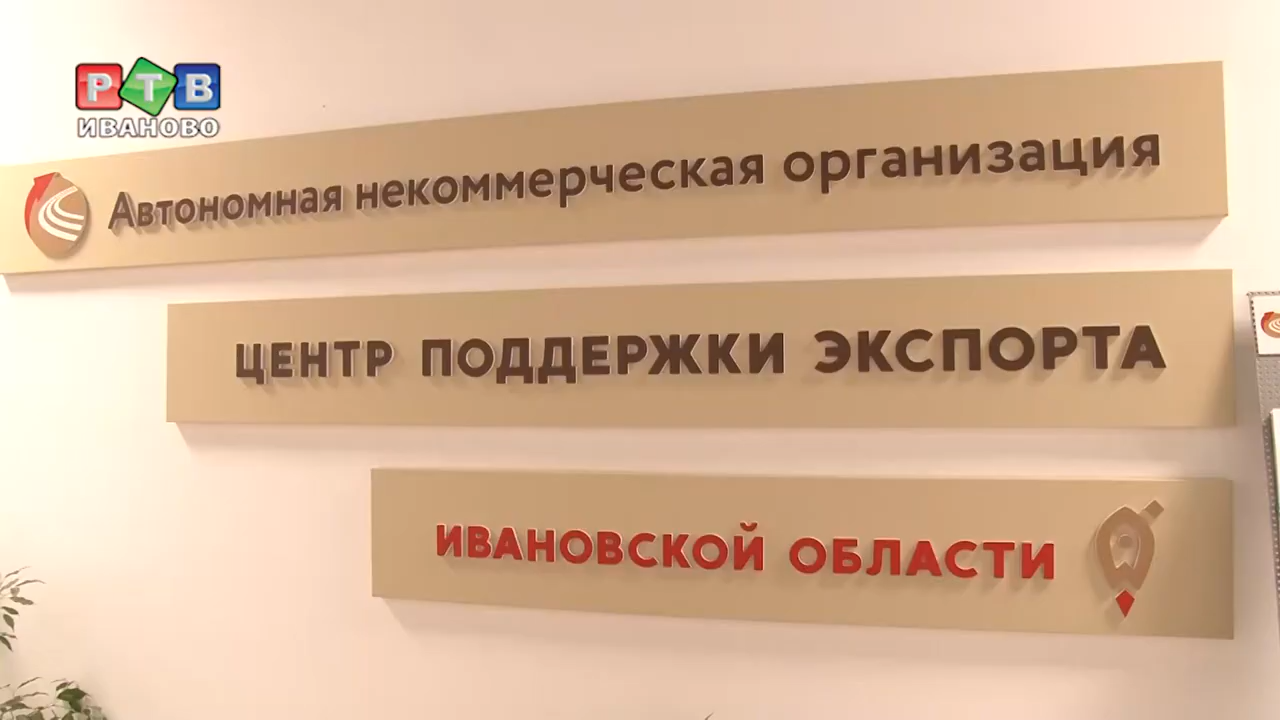 РТВ
ИВАНОВО
Автономная некоммерческая организация
ЦЕНТР ПОДДЕРЖКИ ЭКСПОРТА
ИВАНОВСКОЙ ОБЛАСТИ